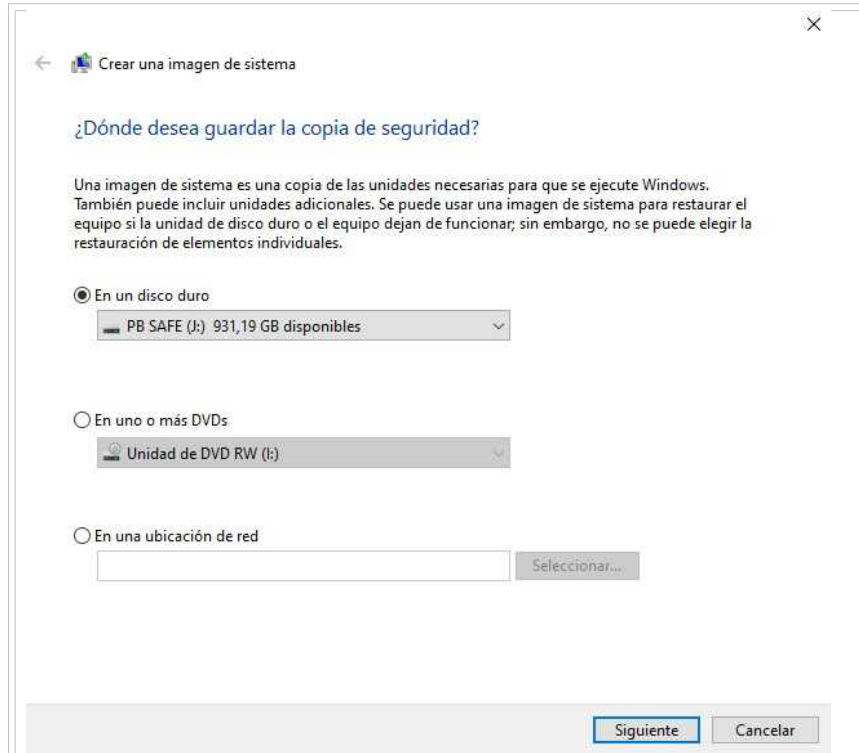 Crear una imagen de sistema
¿Dónde desea guardar la copia de seguridad?
Una imagen de sistema es una copia de las unidades necesarias para que se ejecute Windows.
También puede incluir unidades adicionales. Se puede usar una imagen de sistema para restaurar el
equipo si la unidad de disco duro o el equipo dejan de funcionar; sin embargo, no se puede elegir la
restauración de elementos individuales.
En un disco duro
PB SAFE (J:) 931,19 GB disponibles
En uno o más DVDs
Unidad de DVD RW (I:)
En una ubicación de red
Seleccionar...
Siguiente Cancelar